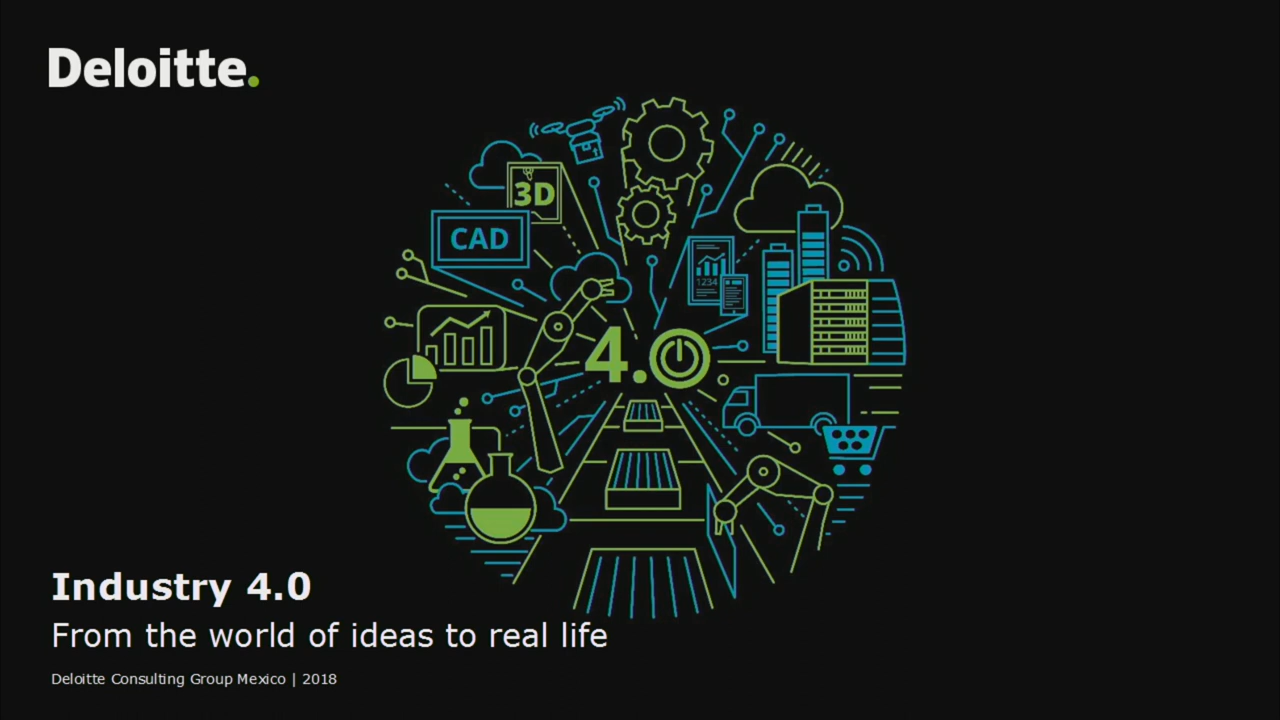 Deloitte.
3D
CAD
1234
4.0
Industry 4.0
From the world of ideas to real life
Deloitte Consulting Group Mexico | 2018